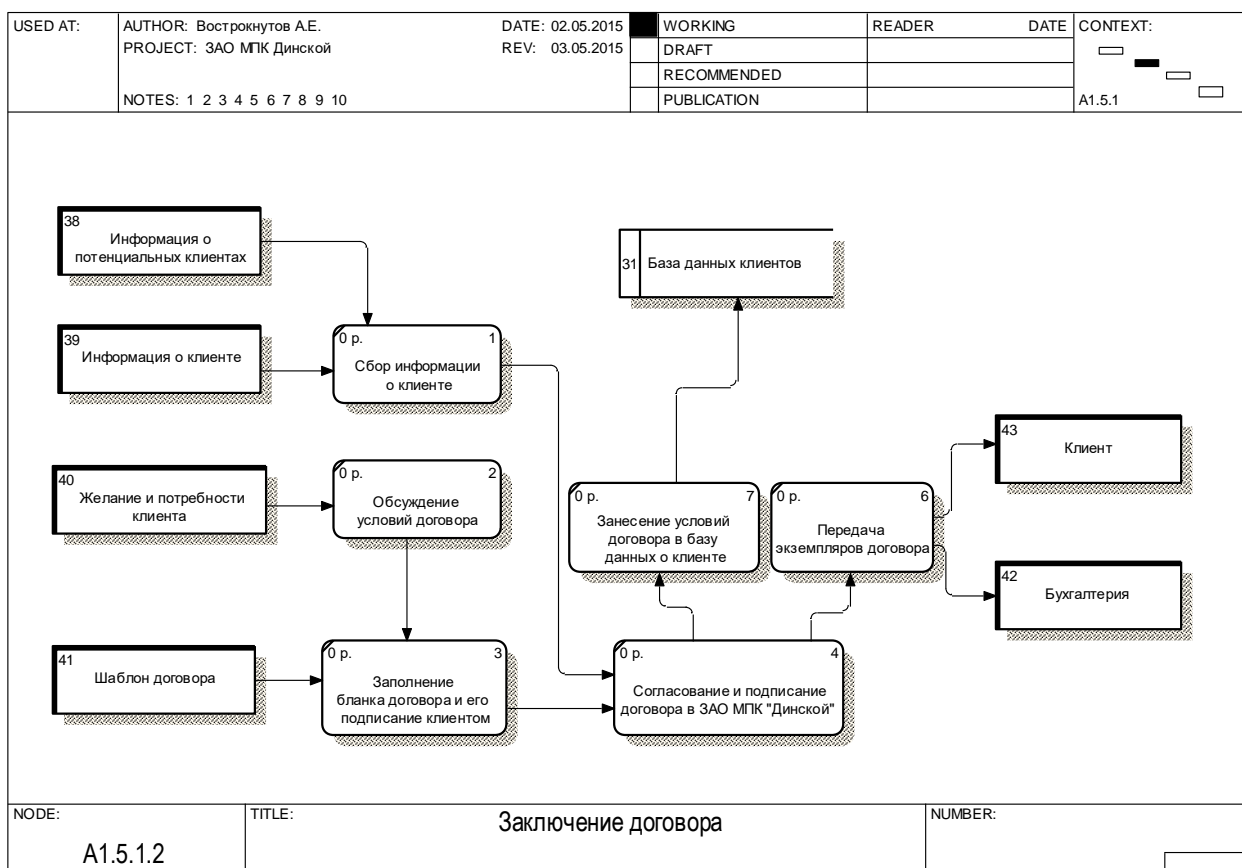 USED AT:
AUTHOR: Вострокнутов А.Е.
DATE: 02.05.2015
PROJECT: ЗАО МПК Динской
REV: 03.05.2015
NOTES: 1 2 3 4 5 6 7 8 9 10
WORKING
DRAFT
RECOMMENDED
PUBLICATION
READER
DATE
CONTEXT:
A1.5.1
38
Информация о
потенциальных клиентах
31
База данных клиентов
39
Информация о клиенте
0 р.
1
Сбор информации
о клиенте
40
Желание и потребности
клиента
0 р.
2
Обсуждение
условий договора
0 р.
7
Занесение условий
договора в базу
данных о клиенте
0 р.
6
Передача
экземпляров договора
43
Клиент
42
Бухгалтерия
41
Шаблон договора
0 р.
3
Заполнение
бланка договора и его
подписание клиентом
0 р.
4
Согласование и подписание
договора в ЗАО МПК "Динской"
NODE:
A1.5.1.2
TITLE:
Заключение договора
NUMBER: